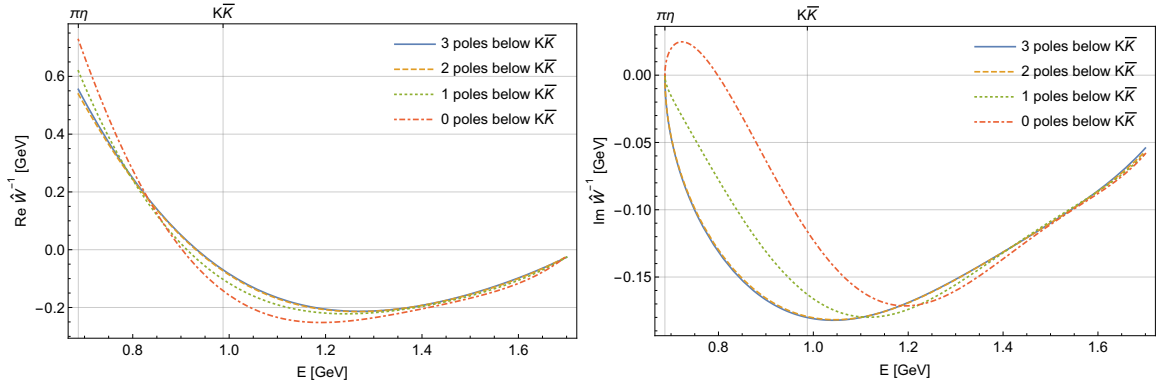 πη KK̅
3 poles below KK̅
2 poles below KK̅
1 poles below KK̅
0 poles below KK̅
Re Ŵ⁻¹ [GeV]
0.6
0.4
0.2
0.0
−0.2
0.8 1.0 1.2 1.4 1.6
E [GeV]
πη KK̅
3 poles below KK̅
2 poles below KK̅
1 poles below KK̅
0 poles below KK̅
Im Ŵ⁻¹ [GeV]
0.00
−0.05
−0.10
−0.15
0.8 1.0 1.2 1.4 1.6
E [GeV]